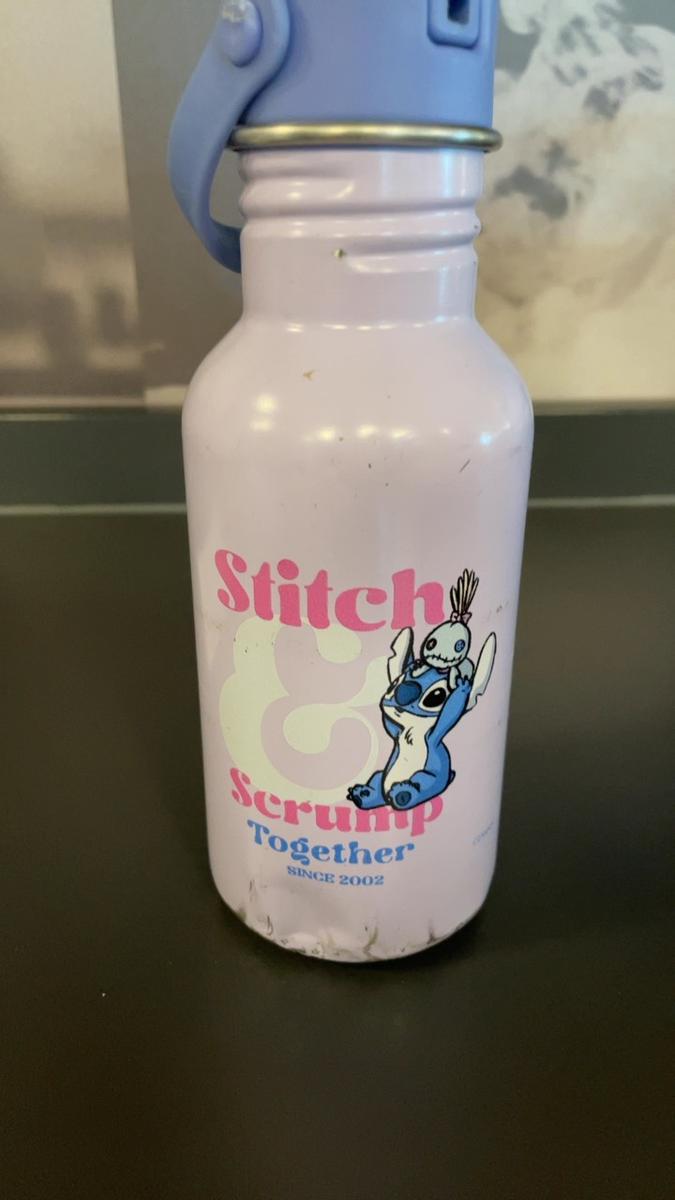 Stitch
&
Scrump
Together
SINCE 2002